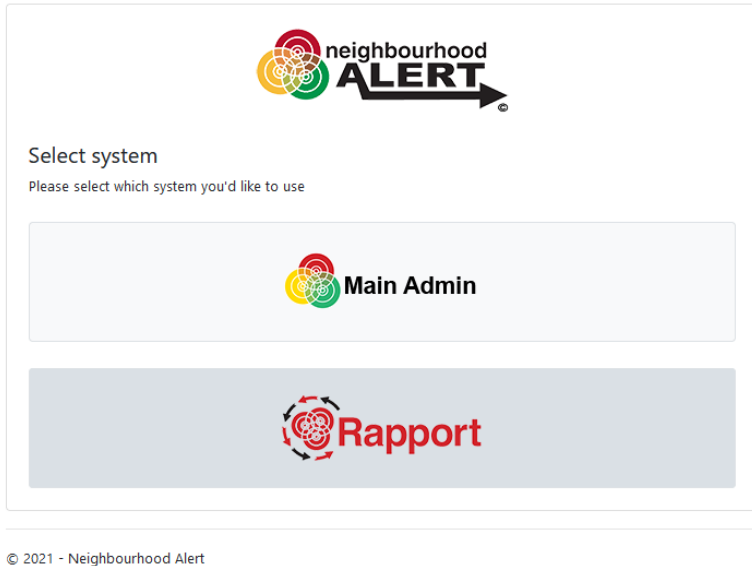 neighbourhood
ALERT
©
Select system
Please select which system you'd like to use
Main Admin
Rapport
© 2021 - Neighbourhood Alert